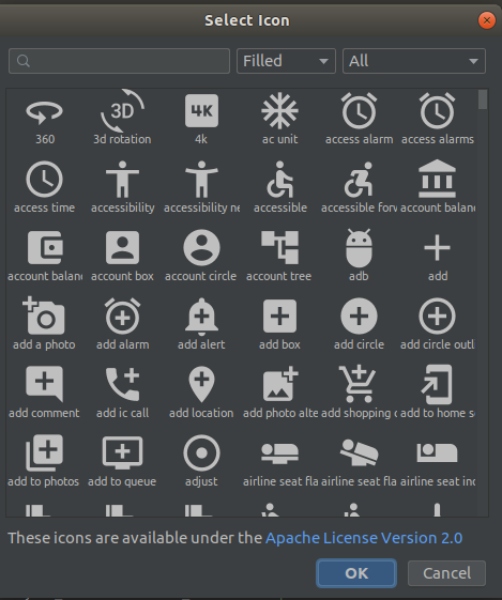 Select Icon
Filled All
3D 4K
360 3d rotation 4k ac unit access alarm access alarms
access time accessibility accessibility ne accessible accessible forv account balan
account balan account box account circle account tree adb add
add a photo add alarm add alert add box add circle add circle outl
add comment add ic call add location add photo alte add shopping c add to home s
add to photos add to queue adjust airline seat fla airline seat fla airline seat ind
These icons are available under the Apache License Version 2.0
OK Cancel